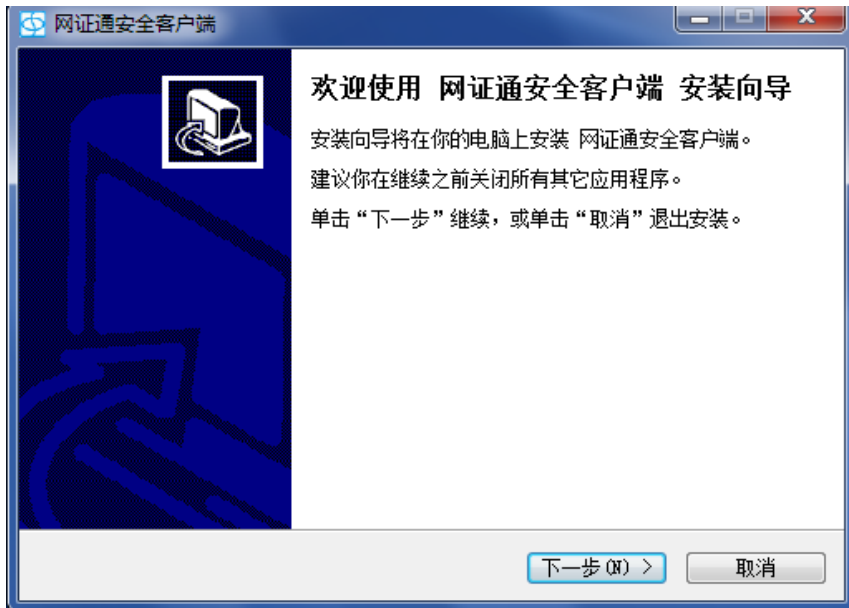 网证通安全客户端
欢迎使用 网证通安全客户端 安装向导
安装向导将在你的电脑上安装 网证通安全客户端。
建议你在继续之前关闭所有其它应用程序。
单击“下一步”继续，或单击“取消”退出安装。
下一步(N) >
取消